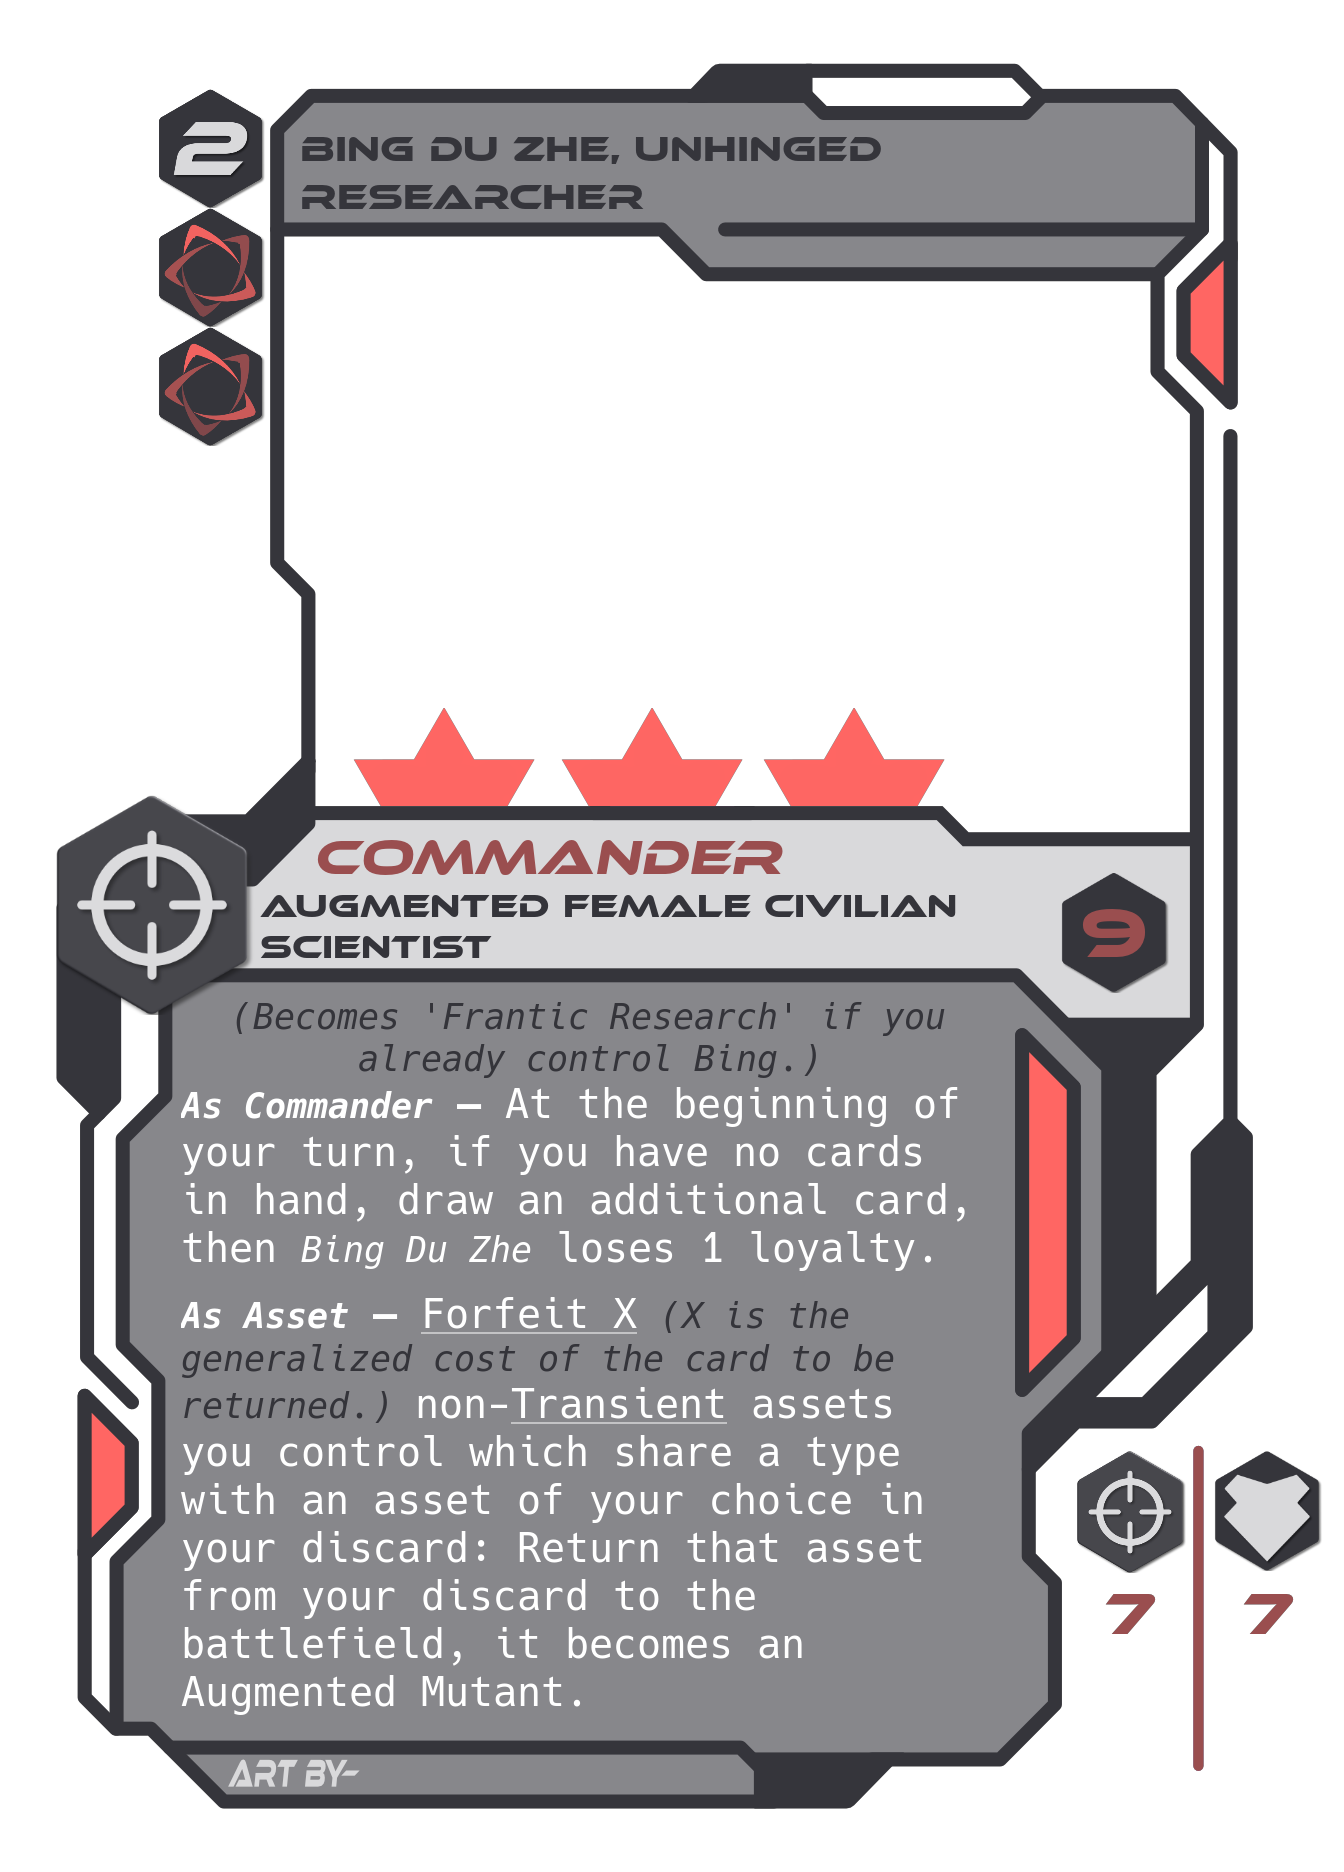 2
BING DU ZHE, UNHINGED
RESEARCHER
COMMANDER
AUGMENTED FEMALE CIVILIAN
SCIENTIST
9
(Becomes 'Frantic Research' if you
already control Bing.)
As Commander – At the beginning of
your turn, if you have no cards
in hand, draw an additional card,
then Bing Du Zhe loses 1 loyalty.
As Asset – Forfeit X (X is the
generalized cost of the card to be
returned.) non-Transient assets
you control which share a type
with an asset of your choice in
your discard: Return that asset
from your discard to the
battlefield, it becomes an
Augmented Mutant.
7 7
ART BY-